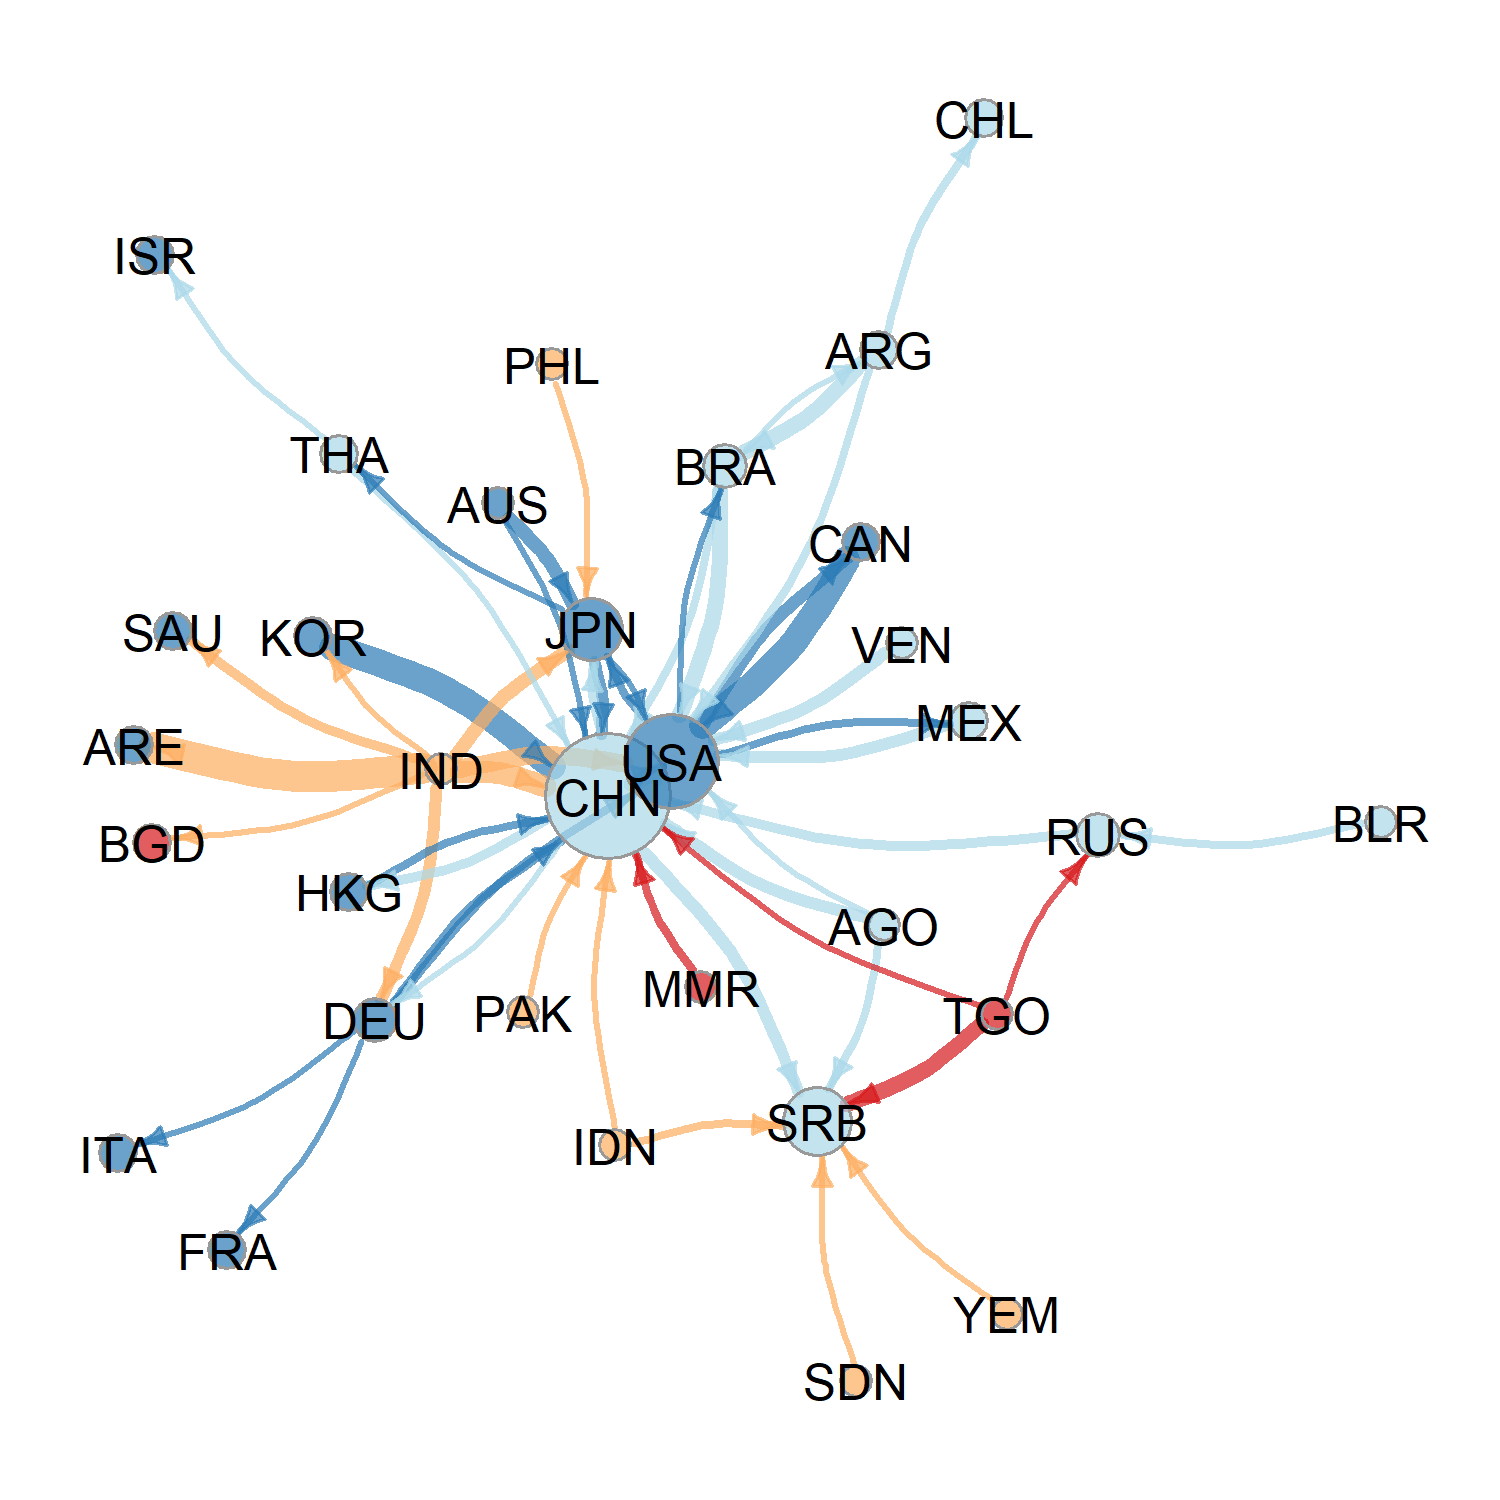 CHL
ISR
ARG
PHL
THA
BRA
AUS
CAN
SAU
KOR
JPN
VEN
MEX
ARE
IND
USA
CHN
BGD
RUS
BLR
HKG
AGO
MMR
DEU
PAK
TGO
SRB
IDN
ITA
FRA
YEM
SDN